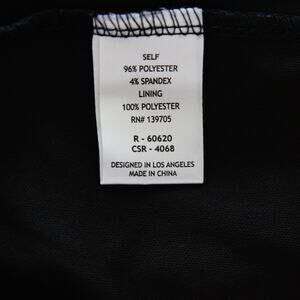 SELF
96% POLYESTER
4% SPANDEX
LINING
100% POLYESTER
RN# 139705
R - 60620
CSR - 4068
DESIGNED IN LOS ANGELES
MADE IN CHINA